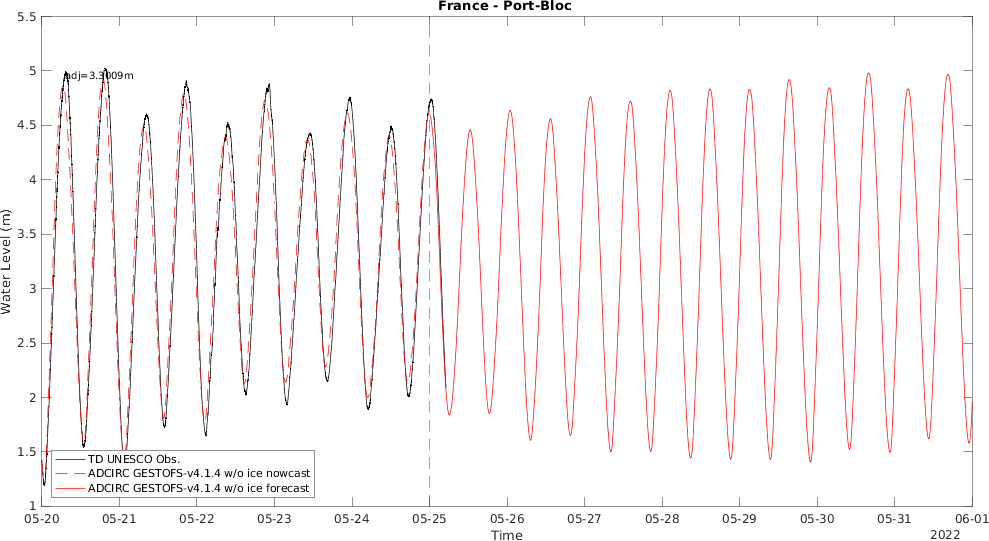 France - Port-Bloc
Water Level (m)
5.5
5
4.5
4
3.5
3
2.5
2
1.5
1
adj=3.3009m
TD UNESCO Obs.
ADCIRC GESTOFS-v4.1.4 w/o ice nowcast
ADCIRC GESTOFS-v4.1.4 w/o ice forecast
05-20 05-21 05-22 05-23 05-24 05-25 05-26 05-27 05-28 05-29 05-30 05-31 06-01
Time
2022